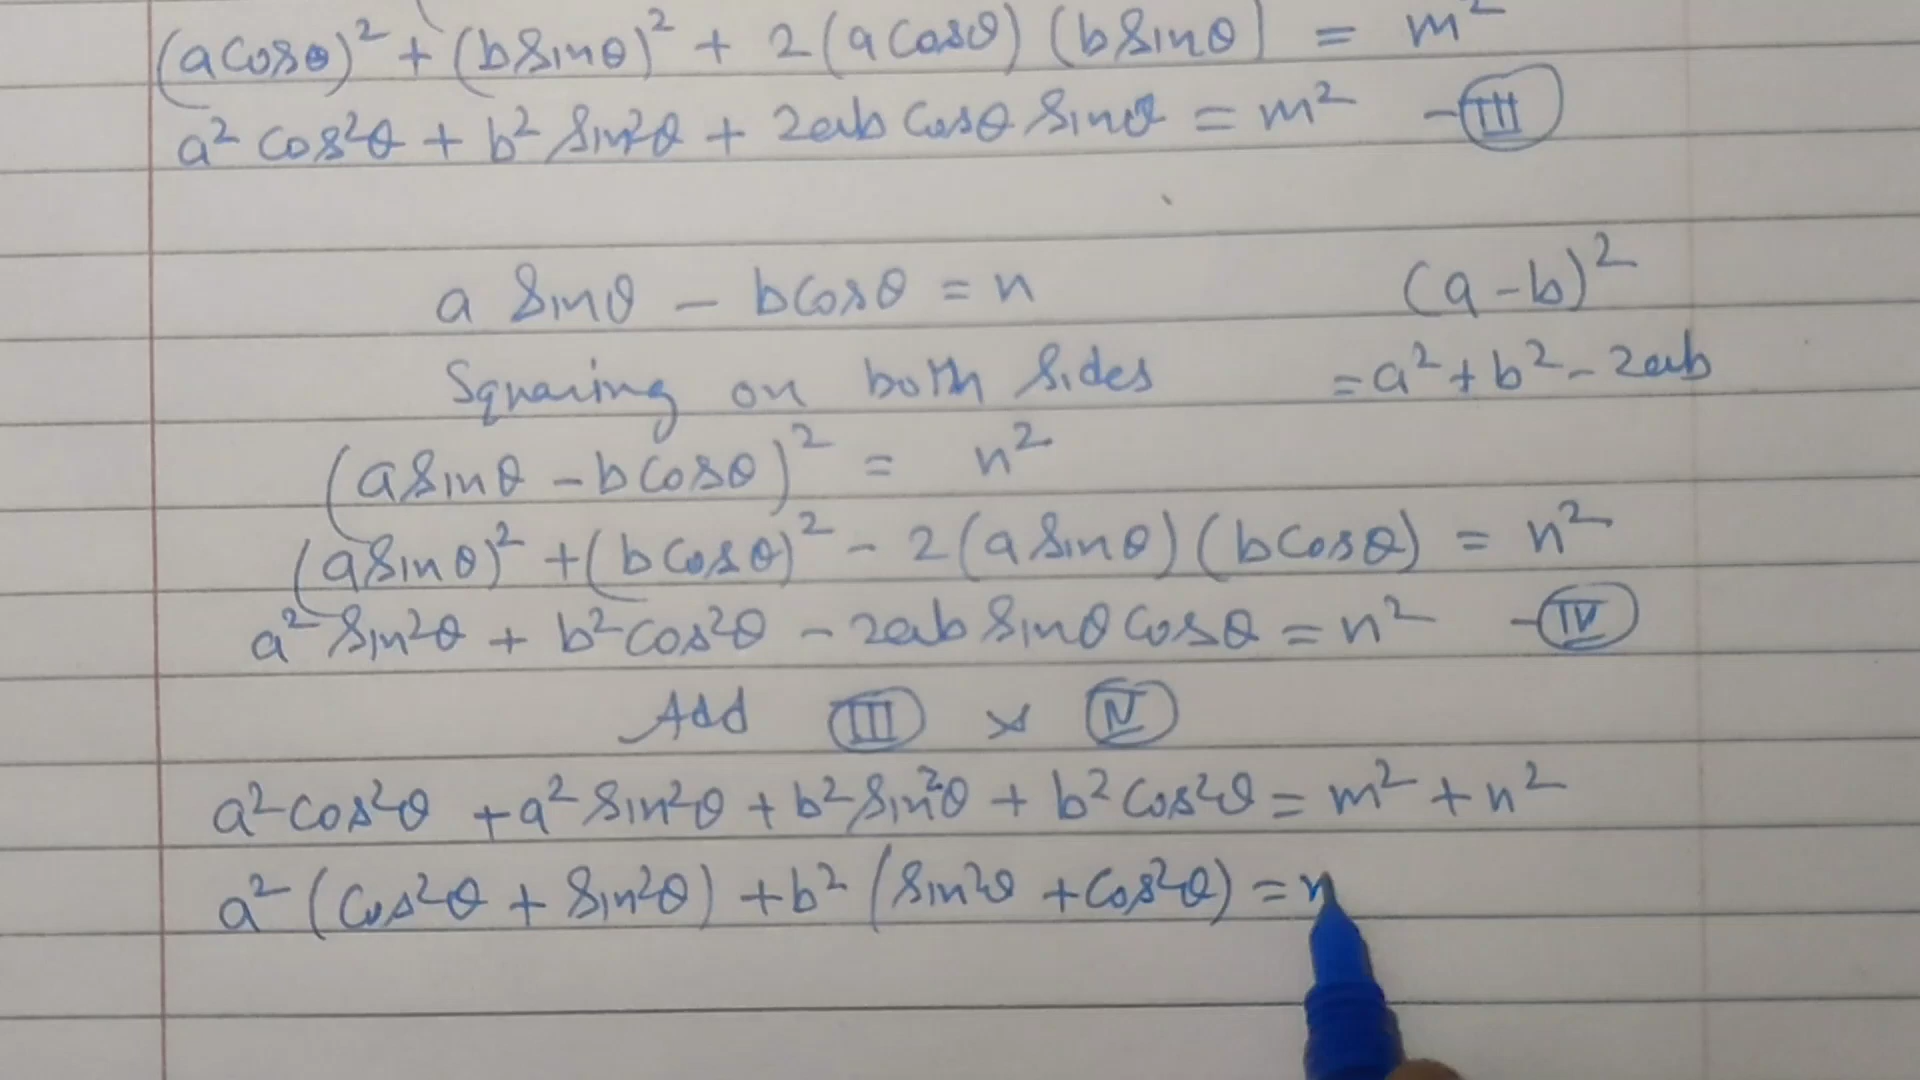 (a cosθ)² + (b sinθ)² + 2(a cosθ) (b sinθ) = m²
a² cos²θ + b² sin²θ + 2ab cosθ sinθ = m² - III
a sinθ - b cosθ = n
(a - b)²
Squaring on both sides
= a² + b² - 2ab
(a sinθ - b cosθ)² = n²
(a sinθ)² + (b cosθ)² - 2(a sinθ) (b cosθ) = n²
a² sin²θ + b² cos²θ - 2ab sinθ cosθ = n² - IV
Add III & IV
a² cos²θ + a² sin²θ + b² sin²θ + b² cos²θ = m² + n²
a² (cos²θ + sin²θ) + b² (sin²θ + cos²θ) =